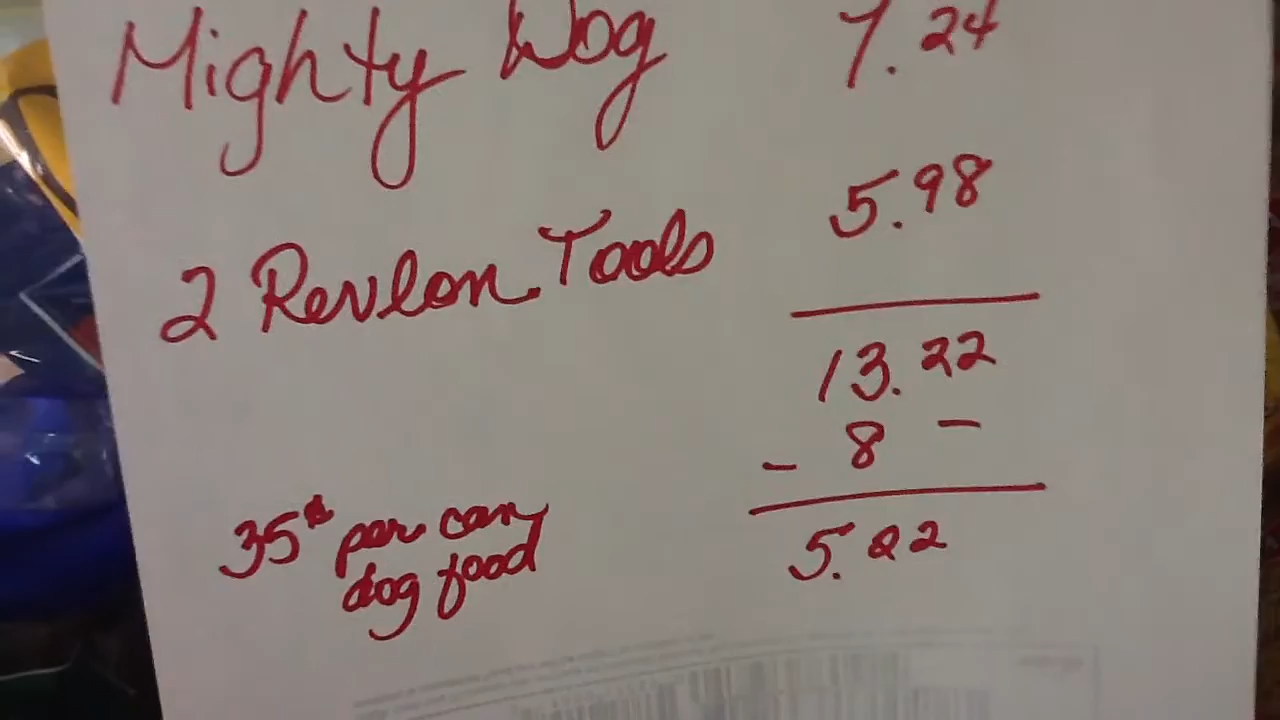 Mighty Dog 7.24
2 Revlon Tools 5.98
13.22
- 8 -
35¢ per can 5.22
dog food